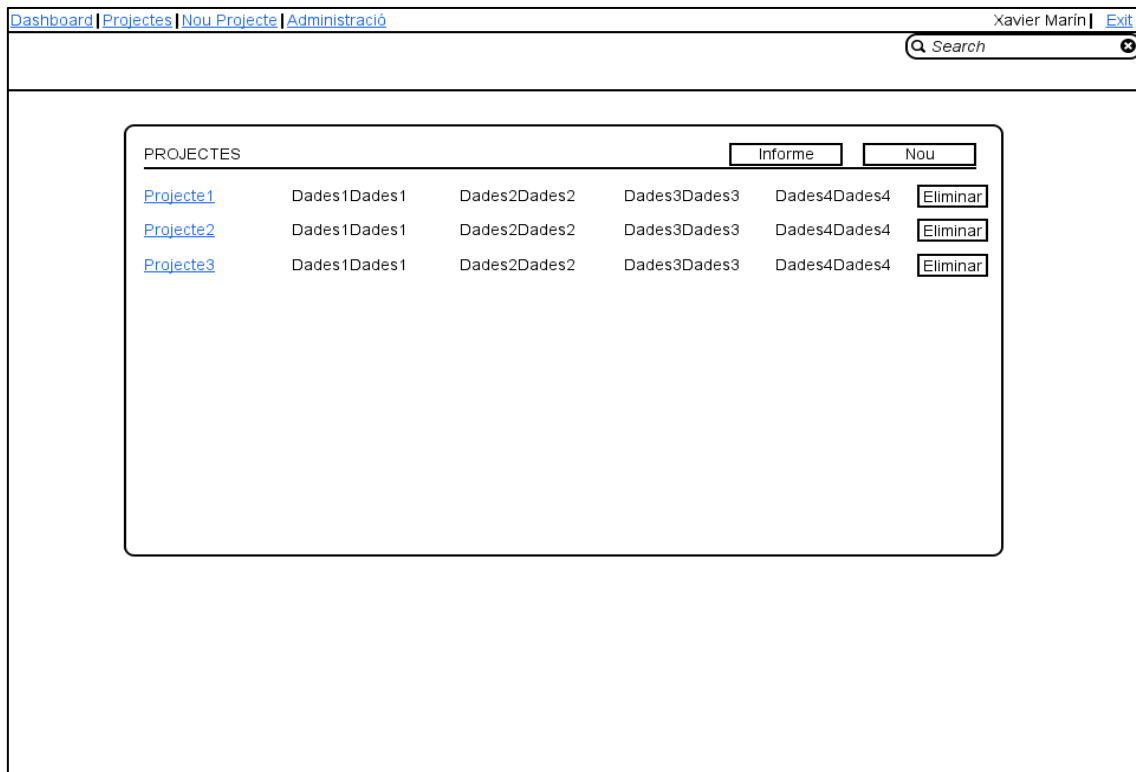 Dashboard Projectes Nou Projecte Administració Xavier Marín Exit
Search
PROJECTES Informe Nou
Projecte1 Dades1Dades1 Dades2Dades2 Dades3Dades3 Dades4Dades4 Eliminar
Projecte2 Dades1Dades1 Dades2Dades2 Dades3Dades3 Dades4Dades4 Eliminar
Projecte3 Dades1Dades1 Dades2Dades2 Dades3Dades3 Dades4Dades4 Eliminar